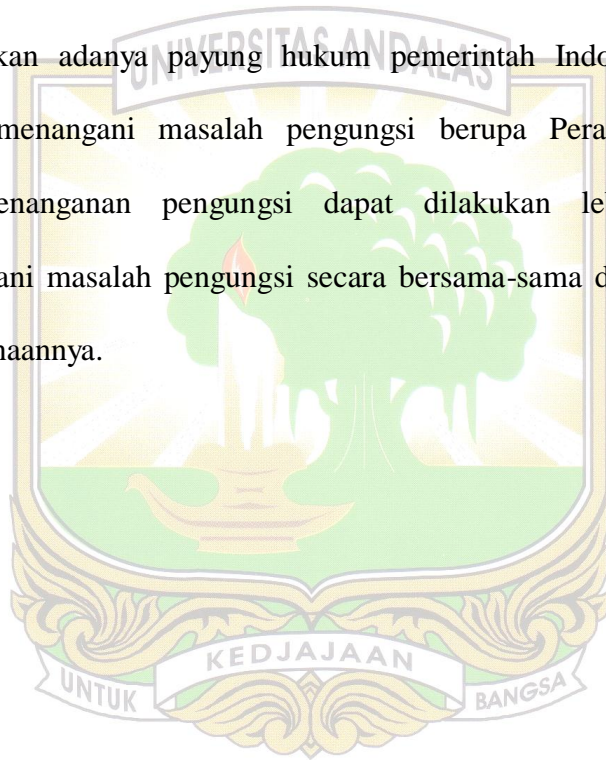 UNIVERSITAS ANDALAS
kan adanya payung hukum pemerintah Indo
menangani masalah pengungsi berupa Pera
enanganan pengungsi dapat dilakukan le
ani masalah pengungsi secara bersama-sama d
naannya.
KEDJAJAAN
UNTUK BANGSA